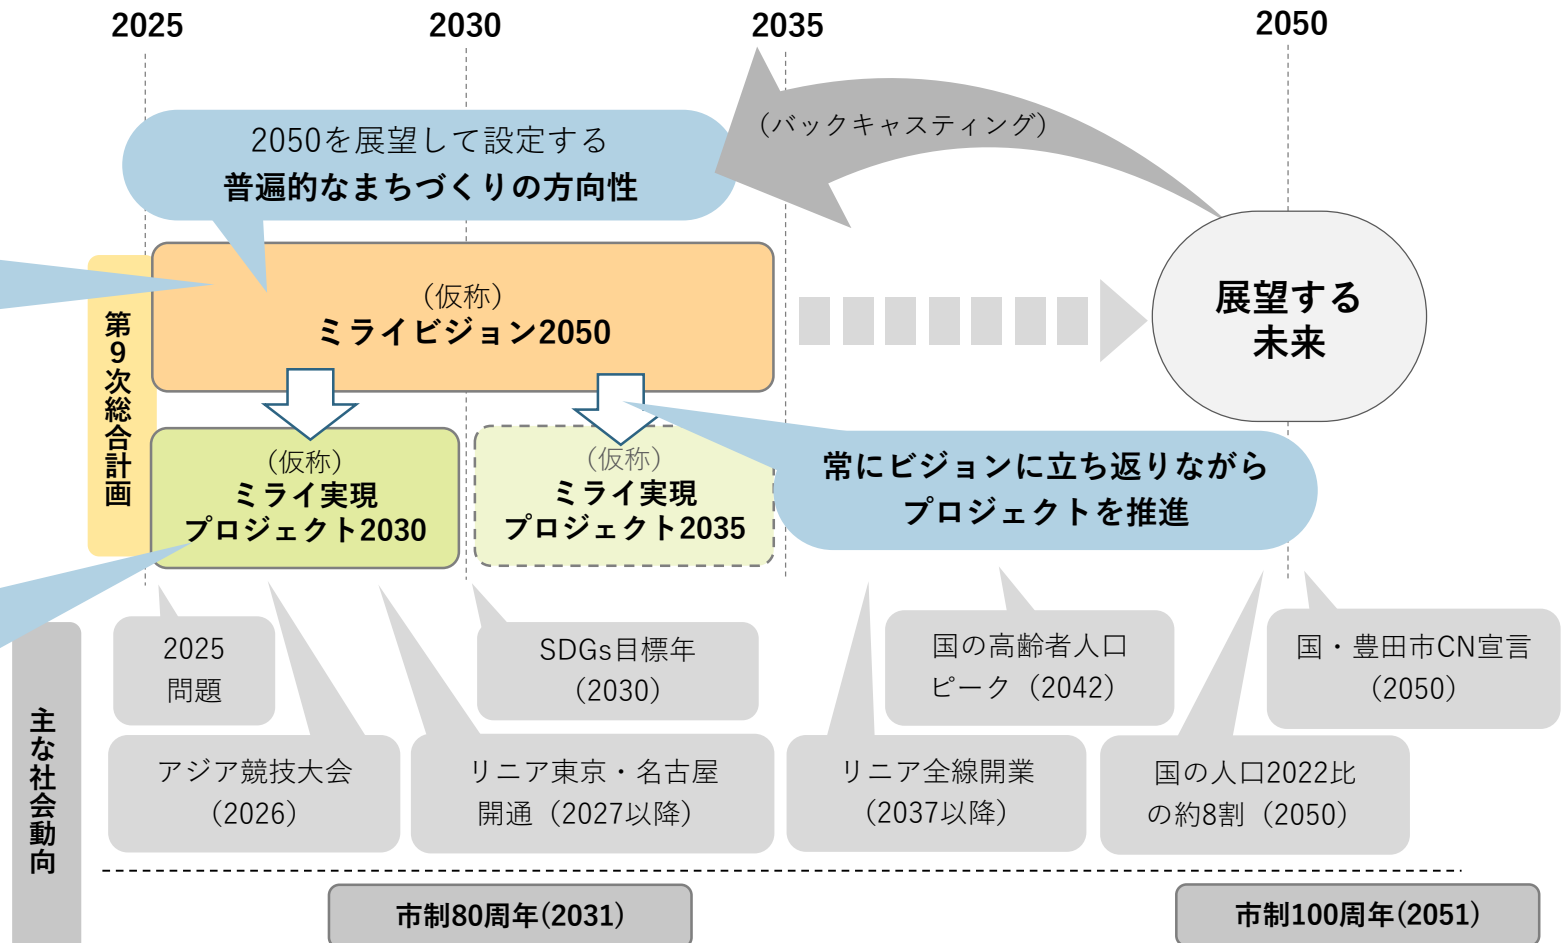 2025
2030
2035
2050
（バックキャスティング）
2050を展望して設定する
普遍的なまちづくりの方向性
第9次総合計画
（仮称）
ミライビジョン2050
展望する
未来
（仮称）
ミライ実現
プロジェクト2030
（仮称）
ミライ実現
プロジェクト2035
常にビジョンに立ち返りながら
プロジェクトを推進
主な社会動向
2025
問題
SDGs目標年
（2030）
国の高齢者人口
ピーク（2042）
国・豊田市CN宣言
（2050）
アジア競技大会
（2026）
リニア東京・名古屋
開通（2027以降）
リニア全線開業
（2037以降）
国の人口2022比
の約8割（2050）
市制80周年(2031)
市制100周年(2051)